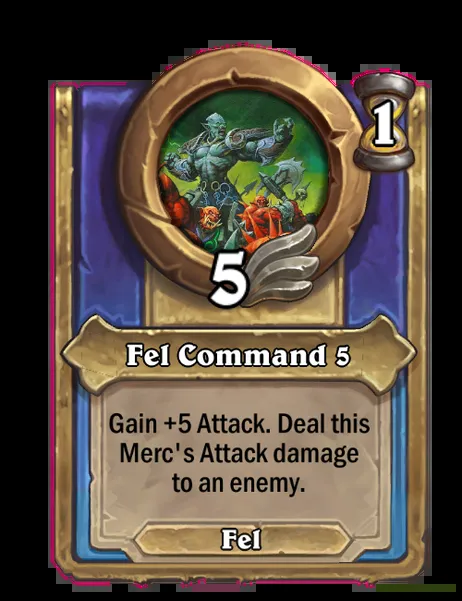 1
5
Fel Command 5
Gain +5 Attack. Deal this
Merc's Attack damage
to an enemy.
Fel